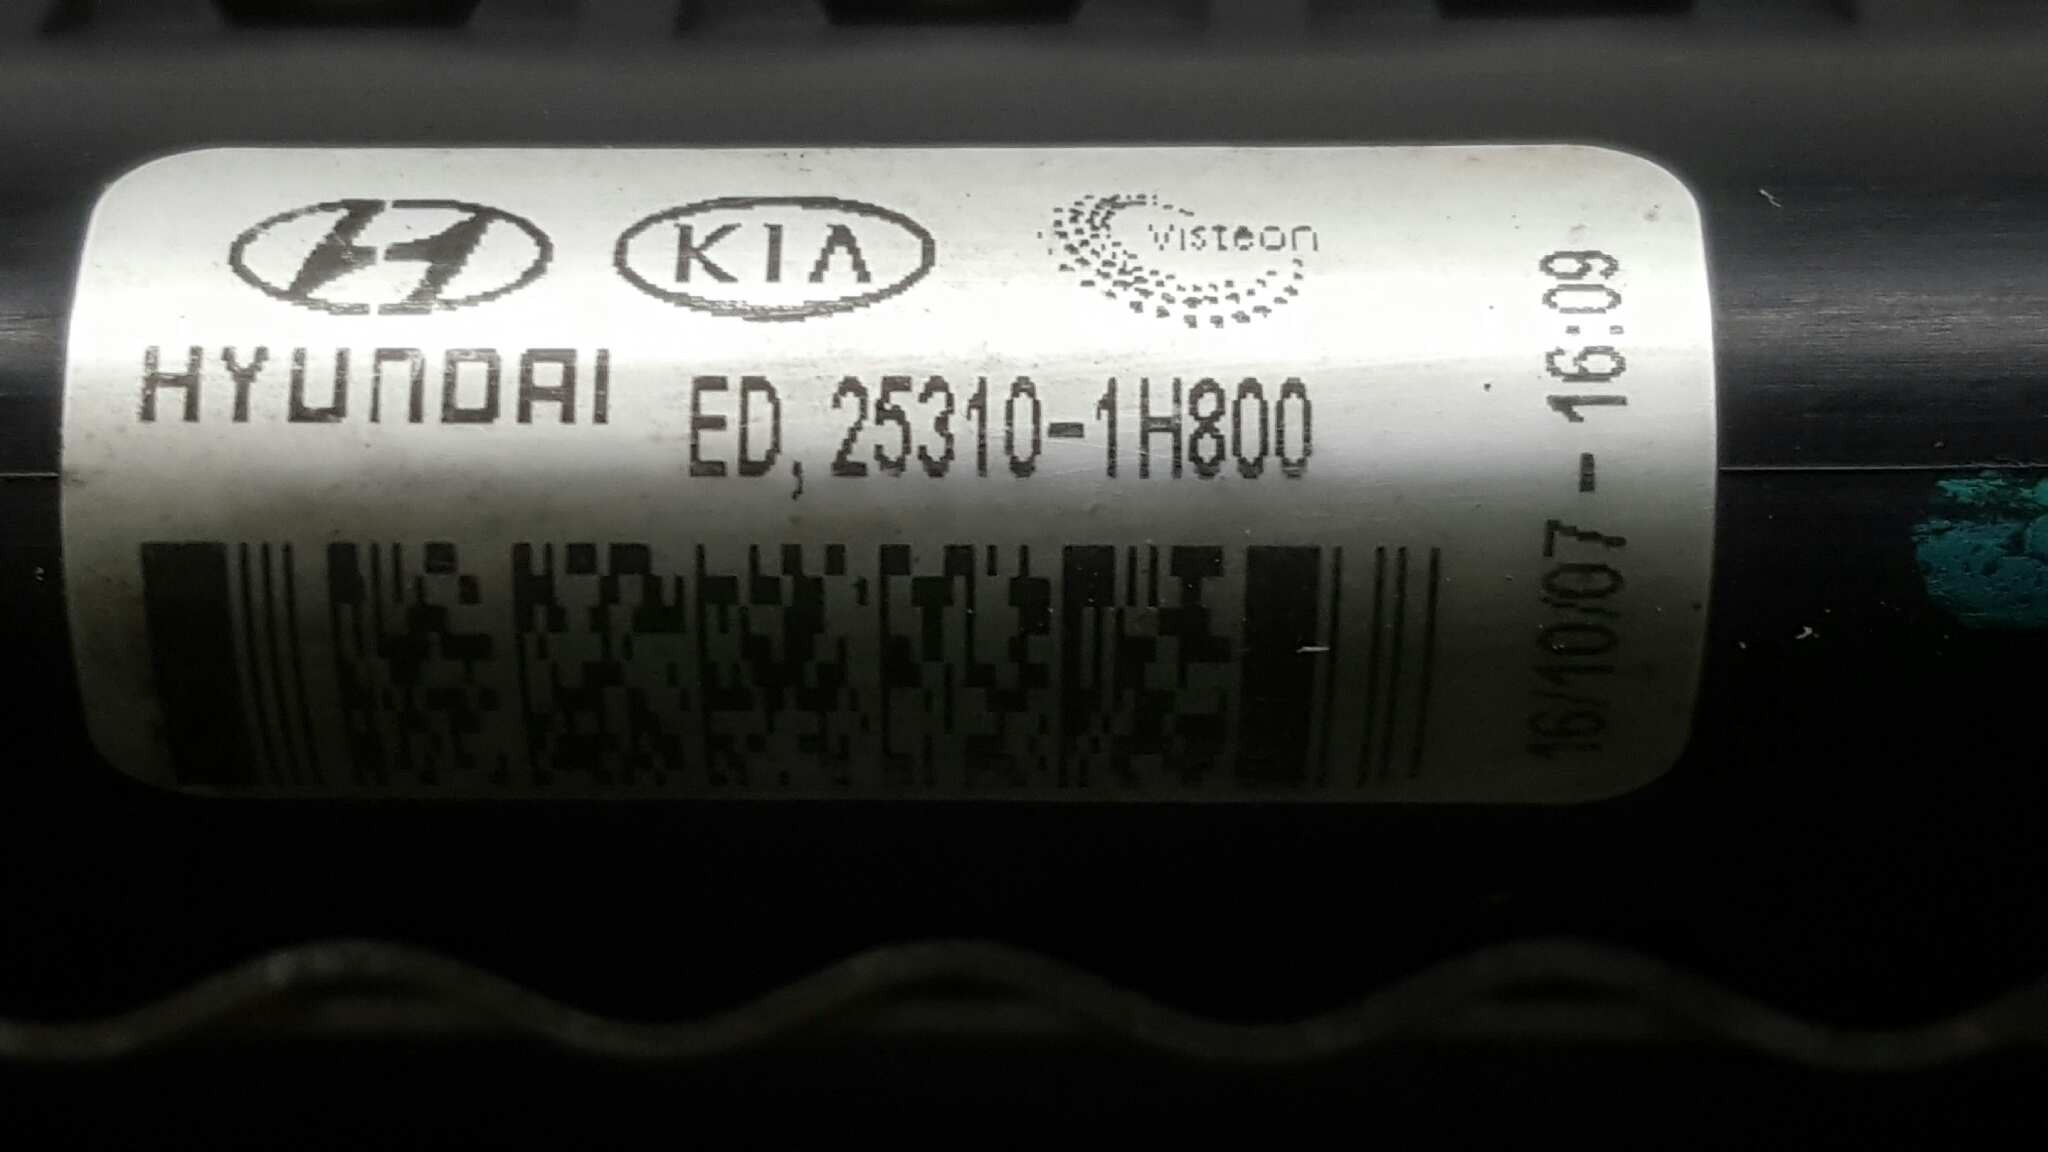 KIA
Visteon
HYUNDAI
ED, 25310-1H800
16/10/07 - 16:09